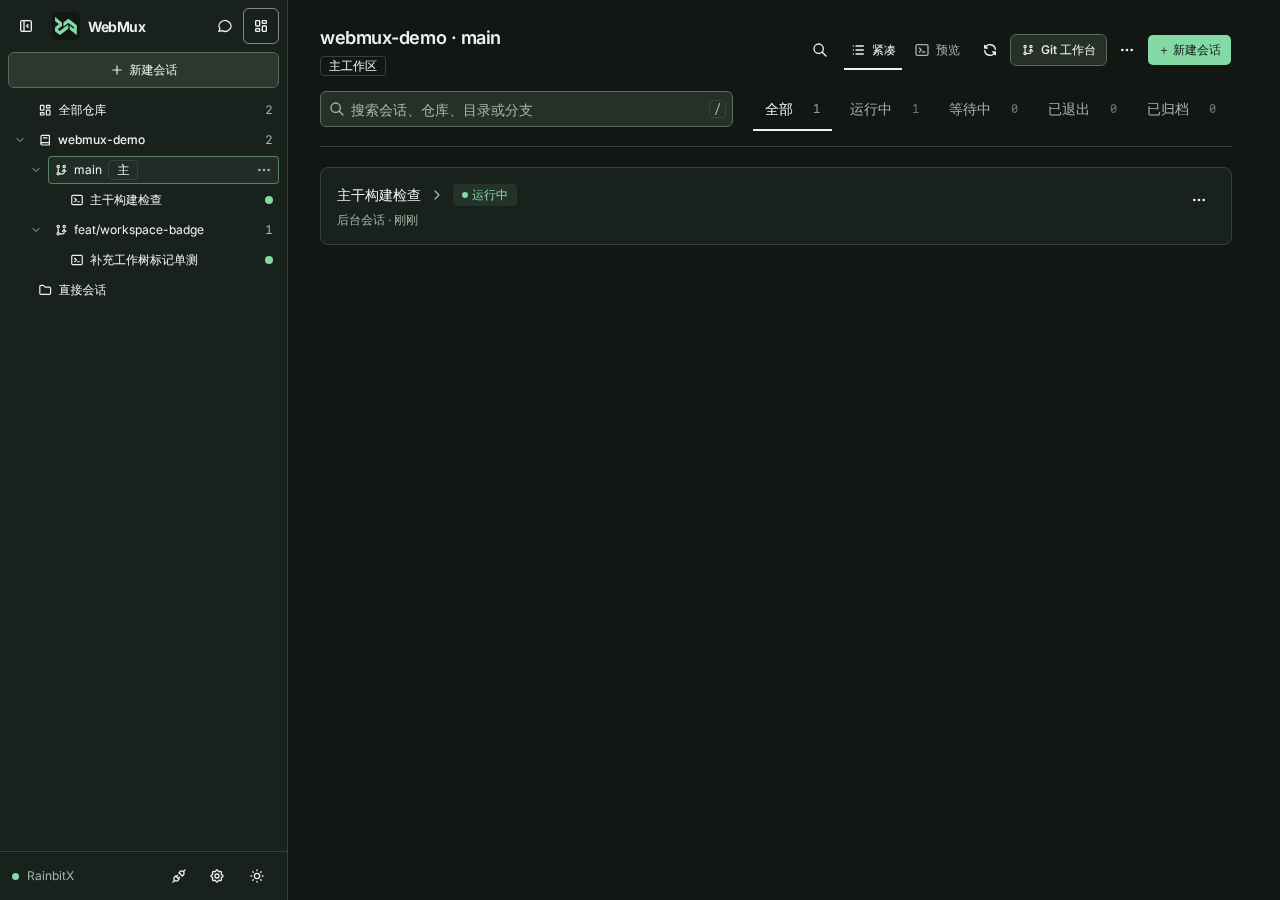 WebMux
新建会话
全部仓库 2
webmux-demo 2
main 主
主干构建检查
feat/workspace-badge 1
补充工作树标记单测
直接会话
RainbitX
webmux-demo · main
主工作区
紧凑
预览
Git 工作台
+ 新建会话
搜索会话、仓库、目录或分支 /
全部 1
运行中 1
等待中 0
已退出 0
已归档 0
主干构建检查
运行中
后台会话 · 刚刚